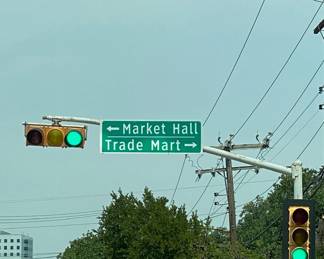 ← Market Hall
Trade Mart →